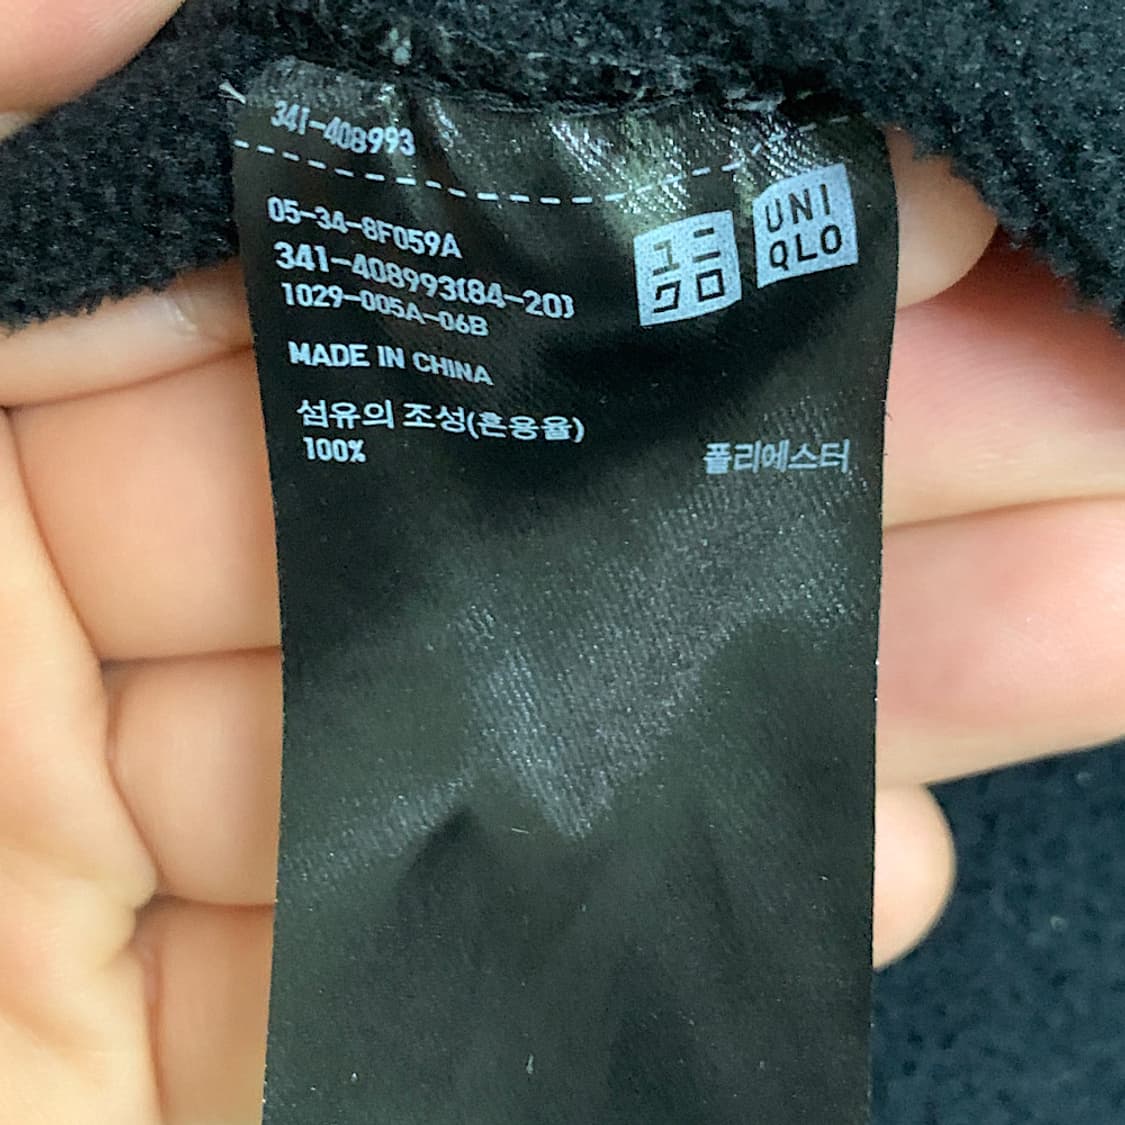 341-408993
05-34-8F059A
341-408993(84-20)
1029-005A-06B
ユニ
クロ
UNI
QLO
MADE IN CHINA
섬유의 조성(혼용율)
100% 폴리에스터